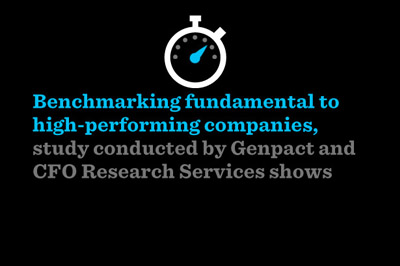 Benchmarking fundamental to
high-performing companies,
study conducted by Genpact and
CFO Research Services shows